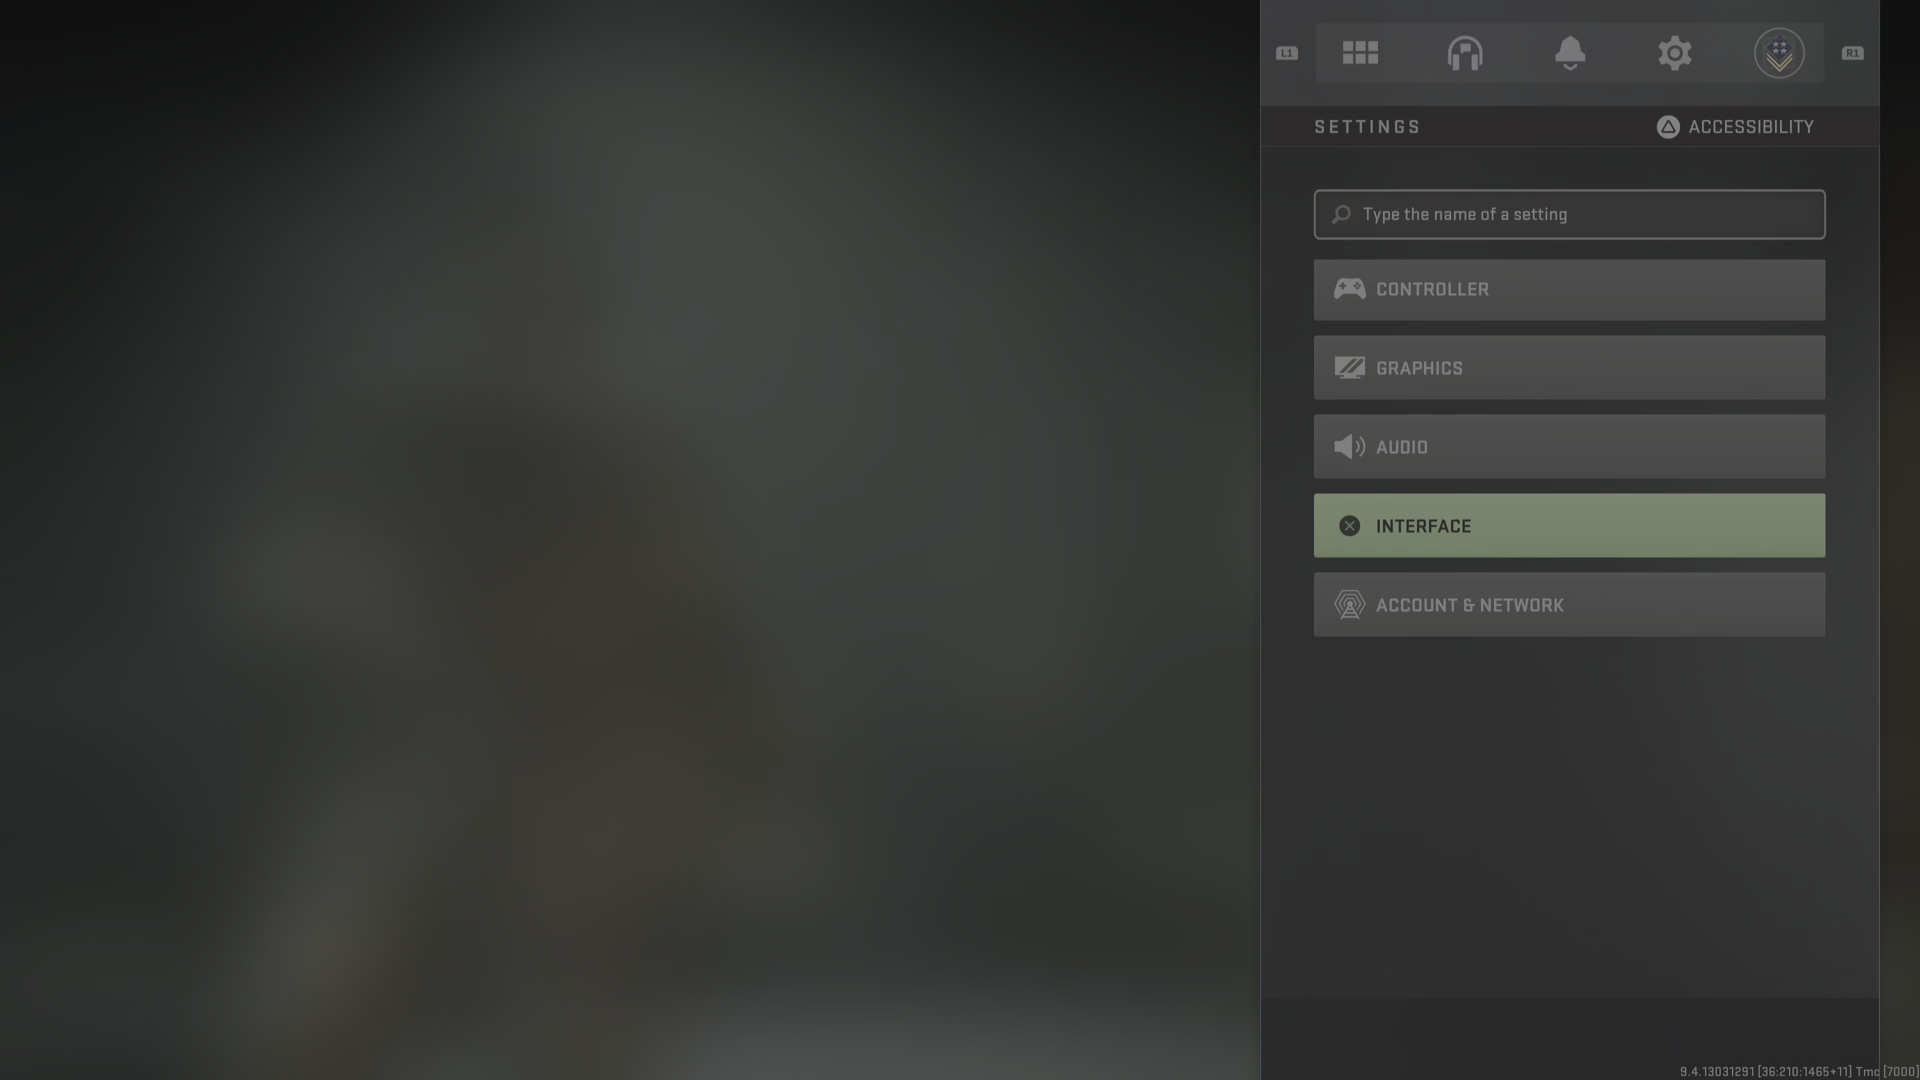 L1
R1
SETTINGS
ACCESSIBILITY
Type the name of a setting
CONTROLLER
GRAPHICS
AUDIO
INTERFACE
ACCOUNT & NETWORK
9.4.13031291 [36:210:1465+11] Tmc [7000]